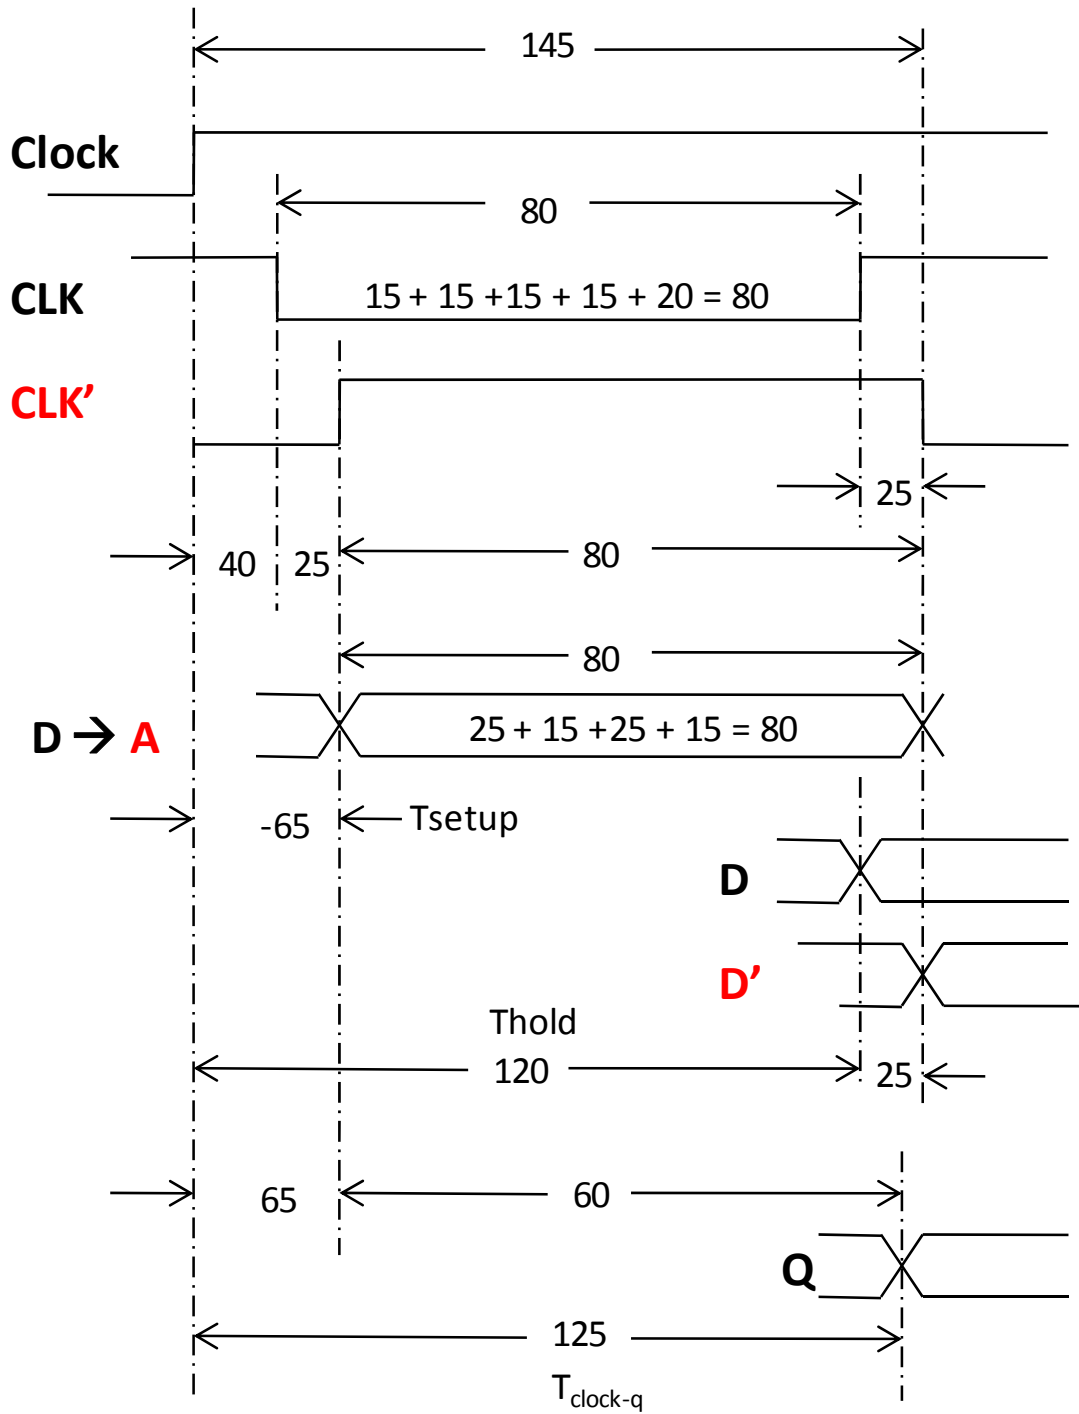 145
Clock
80
CLK
15 + 15 +15 + 15 + 20 = 80
CLK’
25
40 25 80
80
D → A
25 + 15 +25 + 15 = 80
-65 Tsetup
D
D’
Thold
120 25
65 60
Q
125
Tclock-q